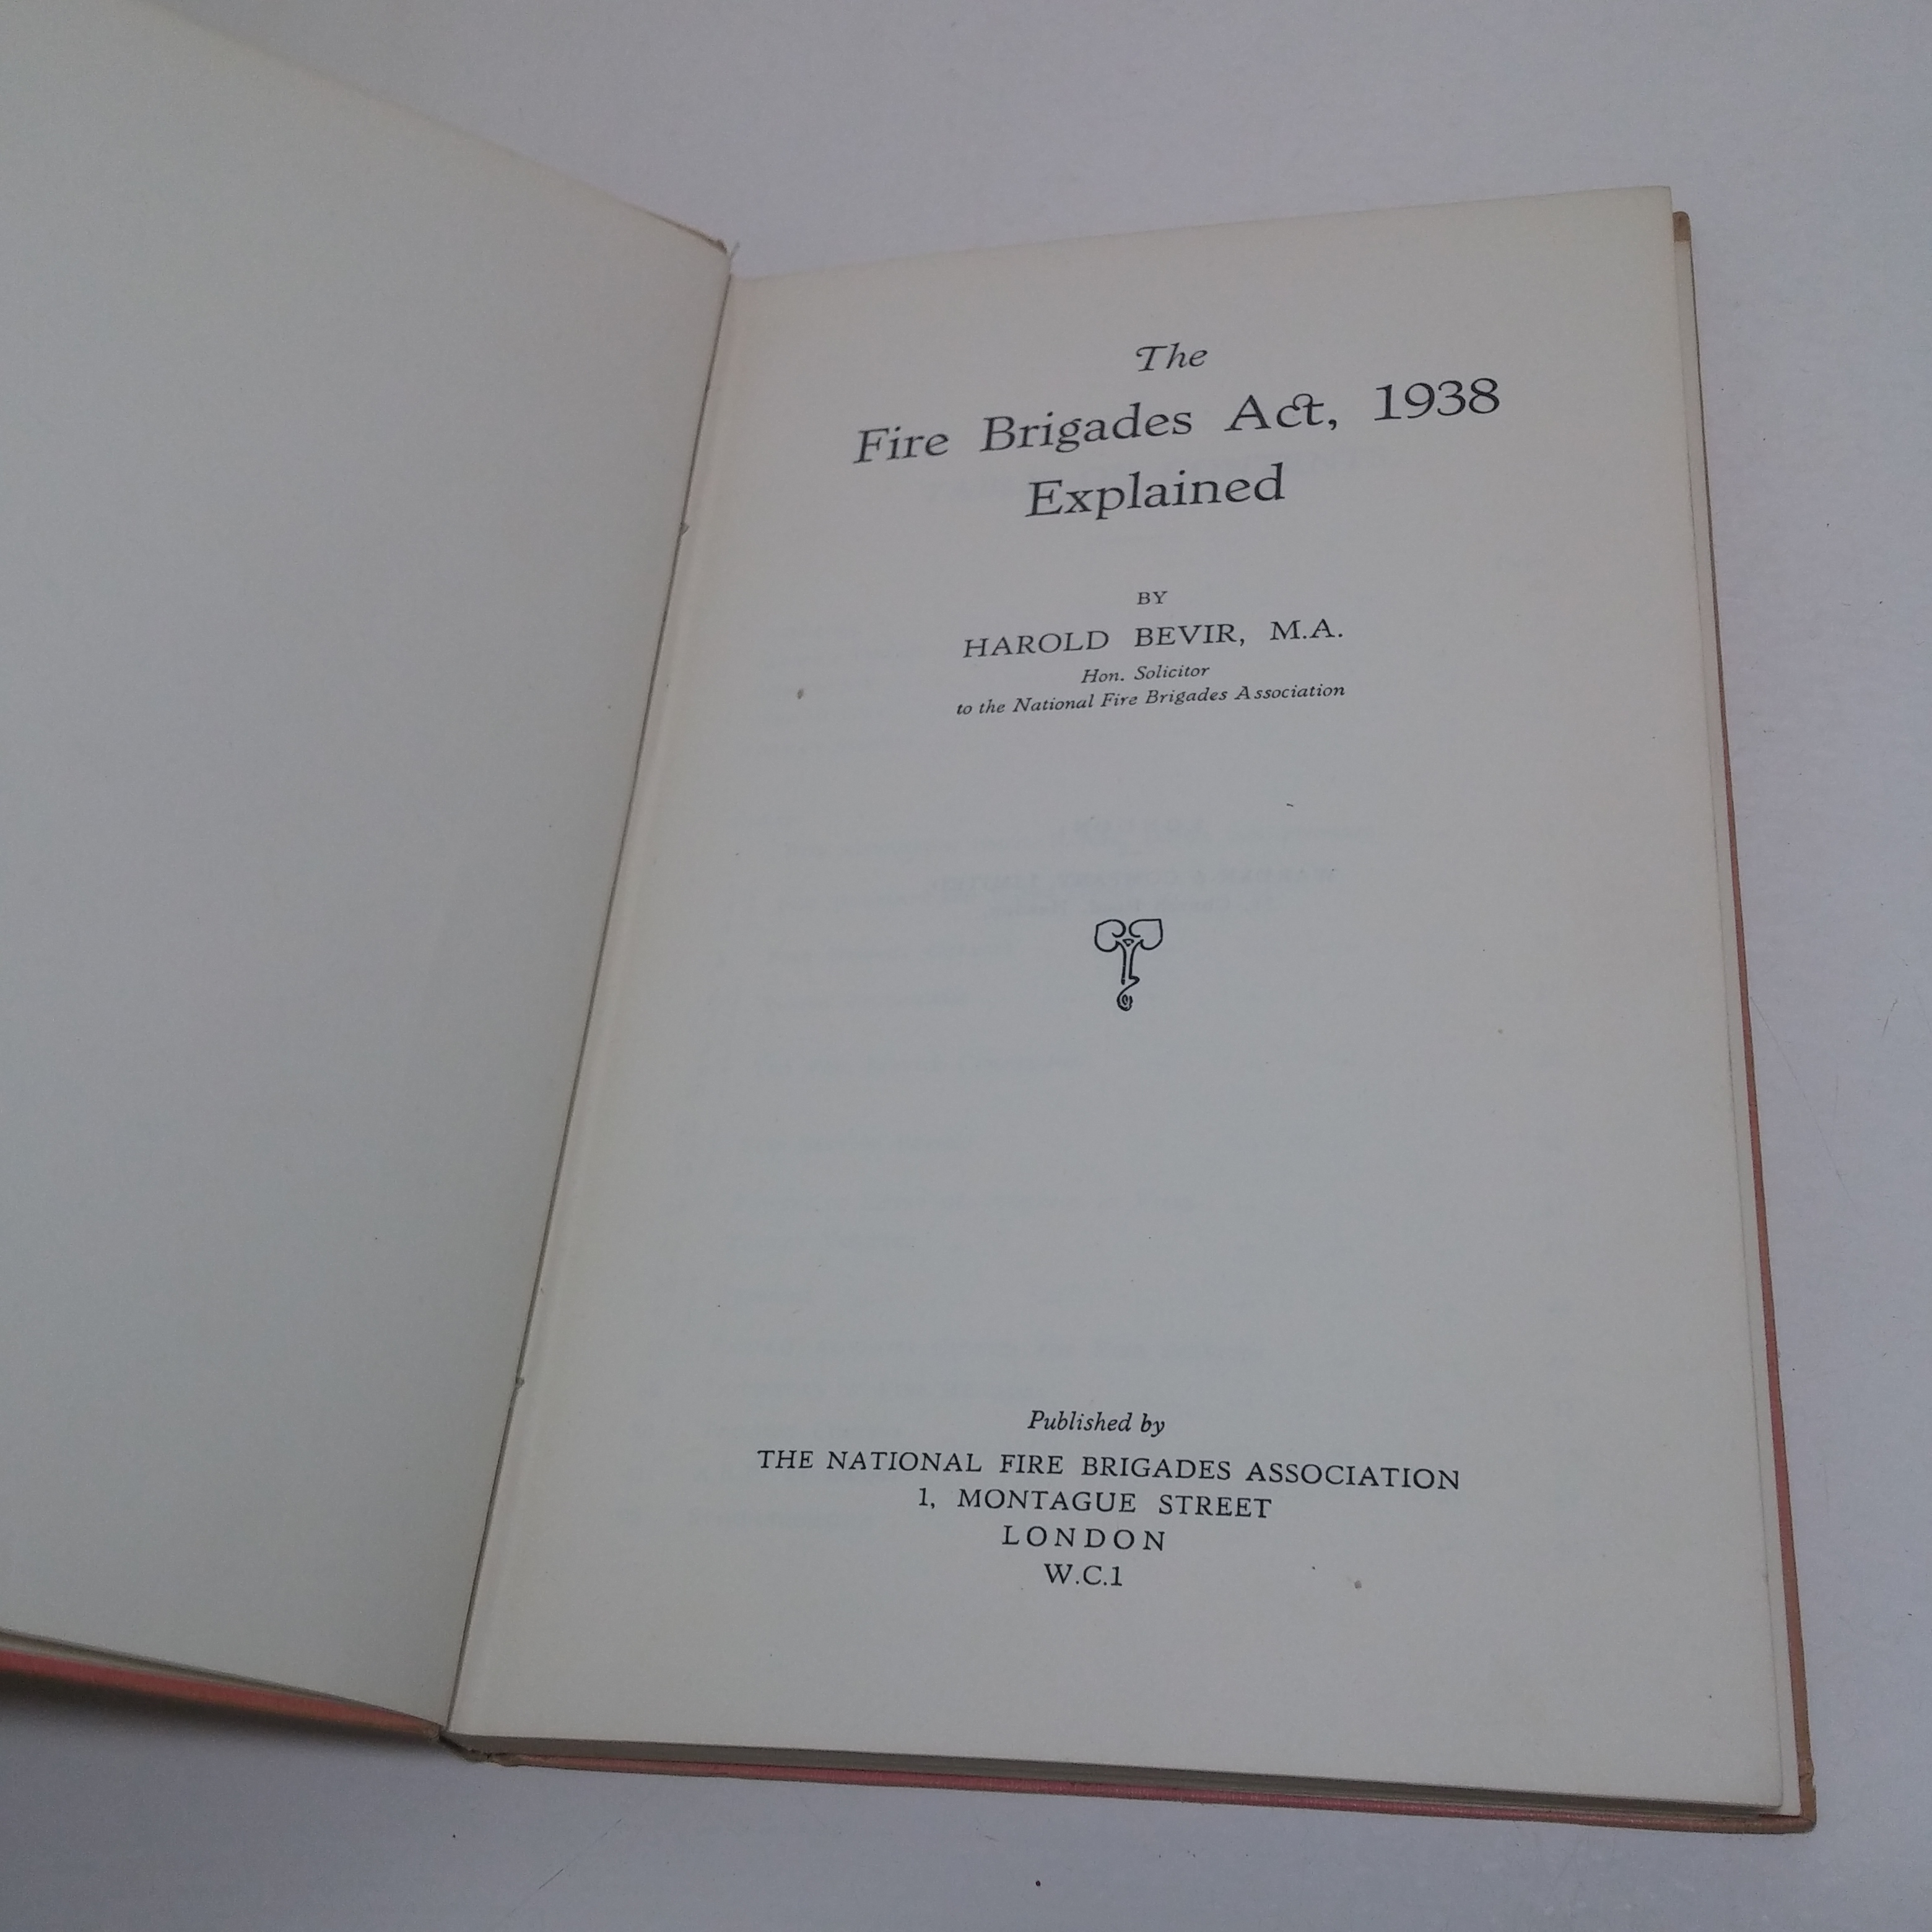 The
Fire Brigades Act, 1938
Explained
BY
HAROLD BEVIR, M.A.
Hon. Solicitor
to the National Fire Brigades Association
Published by
THE NATIONAL FIRE BRIGADES ASSOCIATION
1, MONTAGUE STREET
LONDON
W.C.1